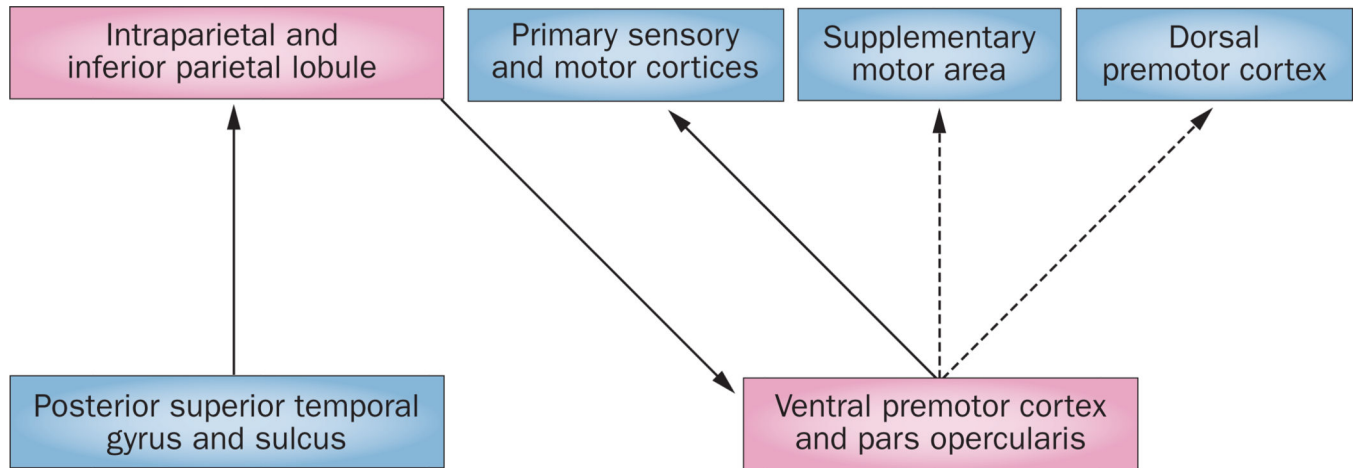 Intraparietal and
inferior parietal lobule
Primary sensory
and motor cortices
Supplementary
motor area
Dorsal
premotor cortex
Posterior superior temporal
gyrus and sulcus
Ventral premotor cortex
and pars opercularis